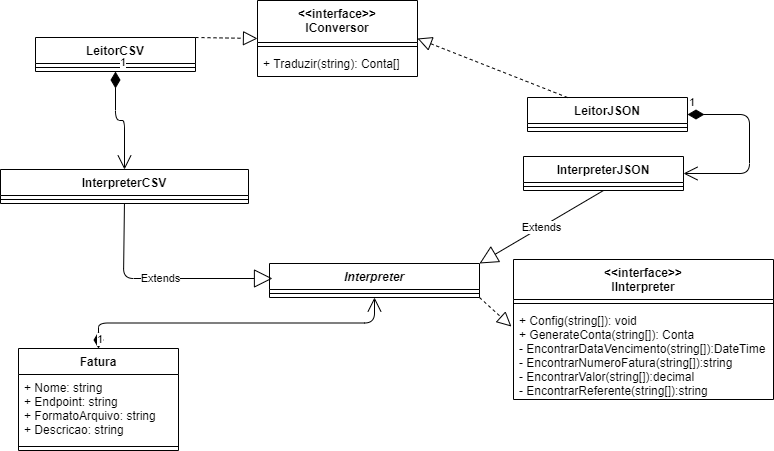 <<interface>>
IConversor
+ Traduzir(string): Conta[]
LeitorCSV
1
LeitorJSON
1
InterpreterCSV
InterpreterJSON
Extends
Extends
Interpreter
<<interface>>
IInterpreter
+ Config(string[]): void
+ GenerateConta(string[]): Conta
- EncontrarDataVencimento(string[]):DateTime
- EncontrarNumeroFatura(string[]):string
- EncontrarValor(string[]):decimal
- EncontrarReferente(string[]):string
1
Fatura
+ Nome: string
+ Endpoint: string
+ FormatoArquivo: string
+ Descricao: string